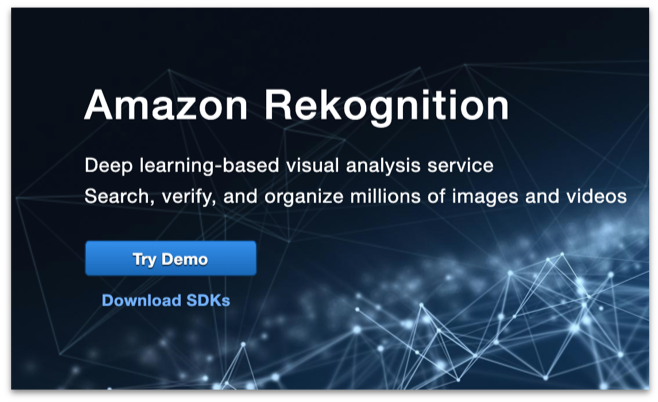 Amazon Rekognition
Deep learning-based visual analysis service
Search, verify, and organize millions of images and videos
Try Demo
Download SDKs